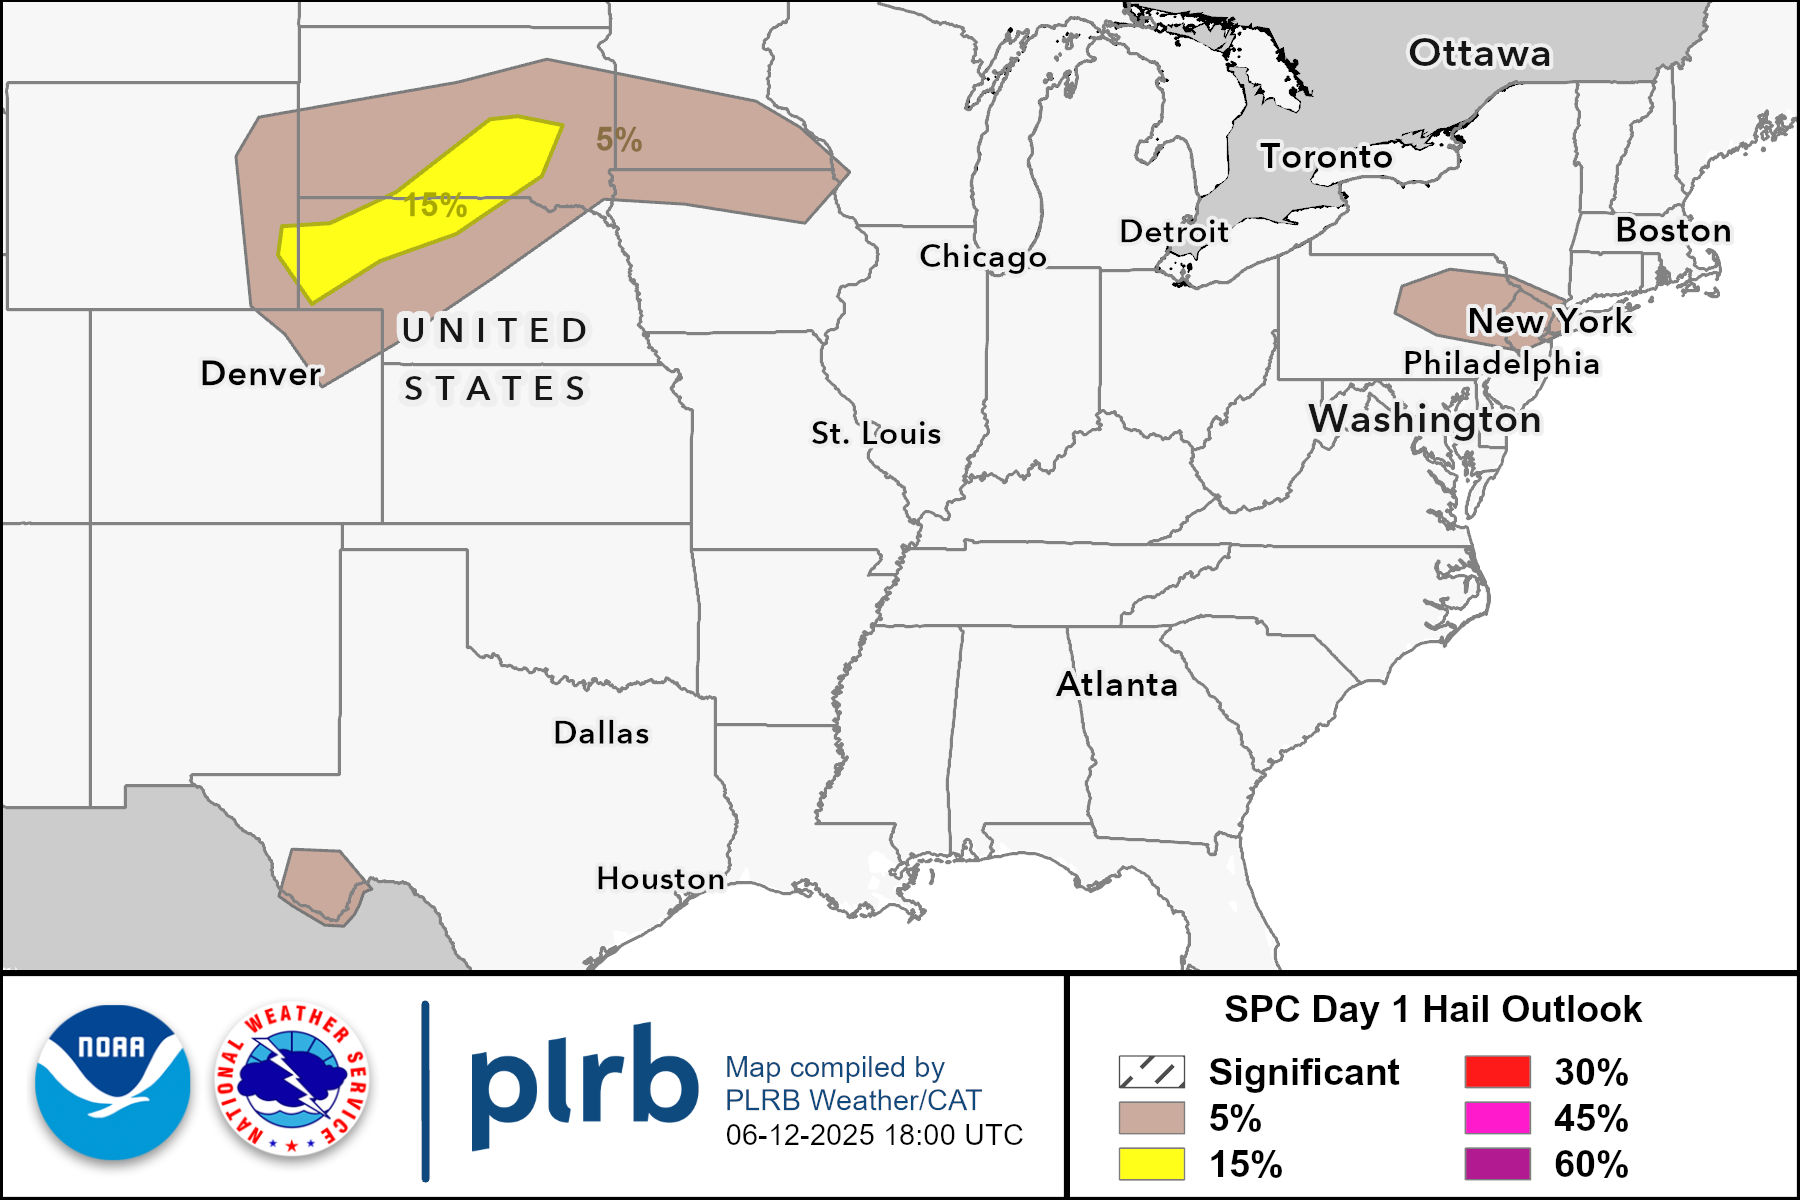 Ottawa
5%
Toronto
15%
Boston
Detroit
Chicago
New York
UNITED
Philadelphia
Denver
STATES
Washington
St. Louis
Atlanta
Dallas
Houston
NOAA
NATIONAL WEATHER SERVICE
plrb
Map compiled by
PLRB Weather/CAT
06-12-2025 18:00 UTC
SPC Day 1 Hail Outlook
Significant
5%
15%
30%
45%
60%